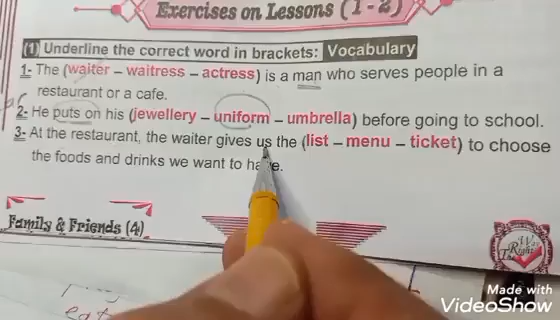 Exercises on Lessons (1-2)
(1) Underline the correct word in brackets: Vocabulary
1- The (waiter – waitress – actress) is a man who serves people in a
restaurant or a cafe.
2- He puts on his (jewellery – uniform – umbrella) before going to school.
3- At the restaurant, the waiter gives us the (list – menu – ticket) to choose
the foods and drinks we want to have.
Family & Friends (4)
The Right Way
Made with
VideoShow